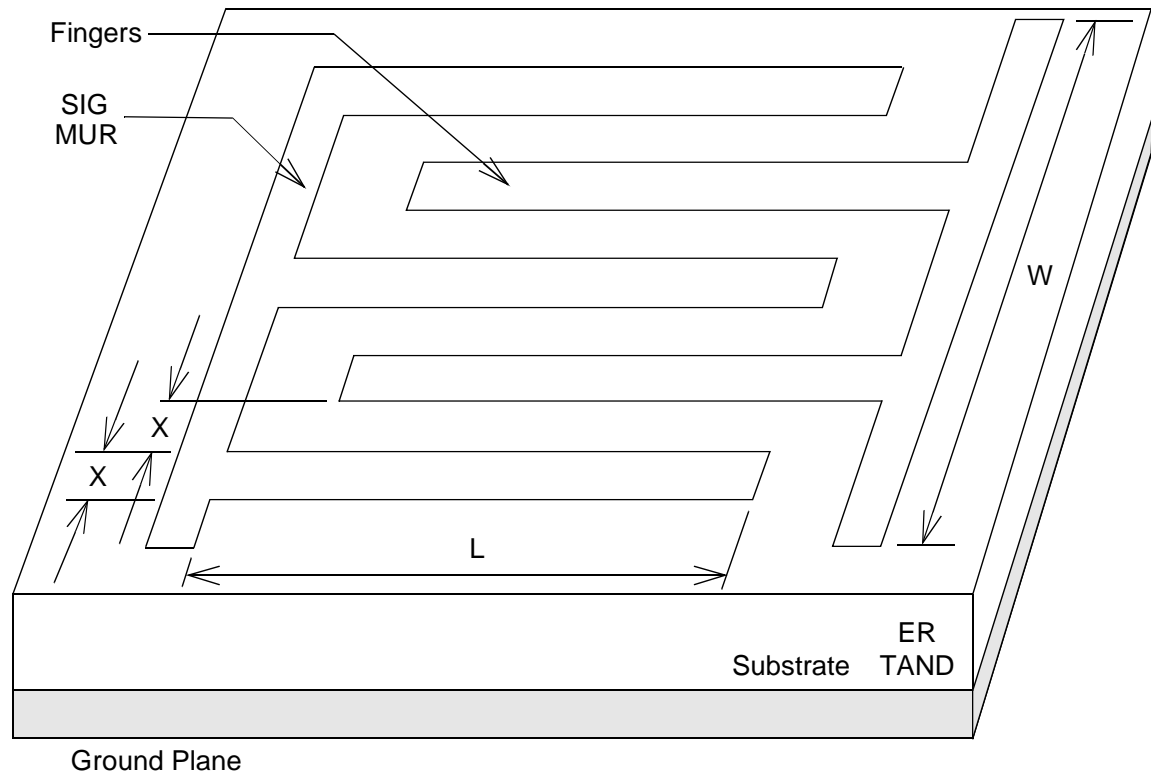 Fingers
SIG
MUR
W
X
X
L
ER
Substrate TAND
Ground Plane